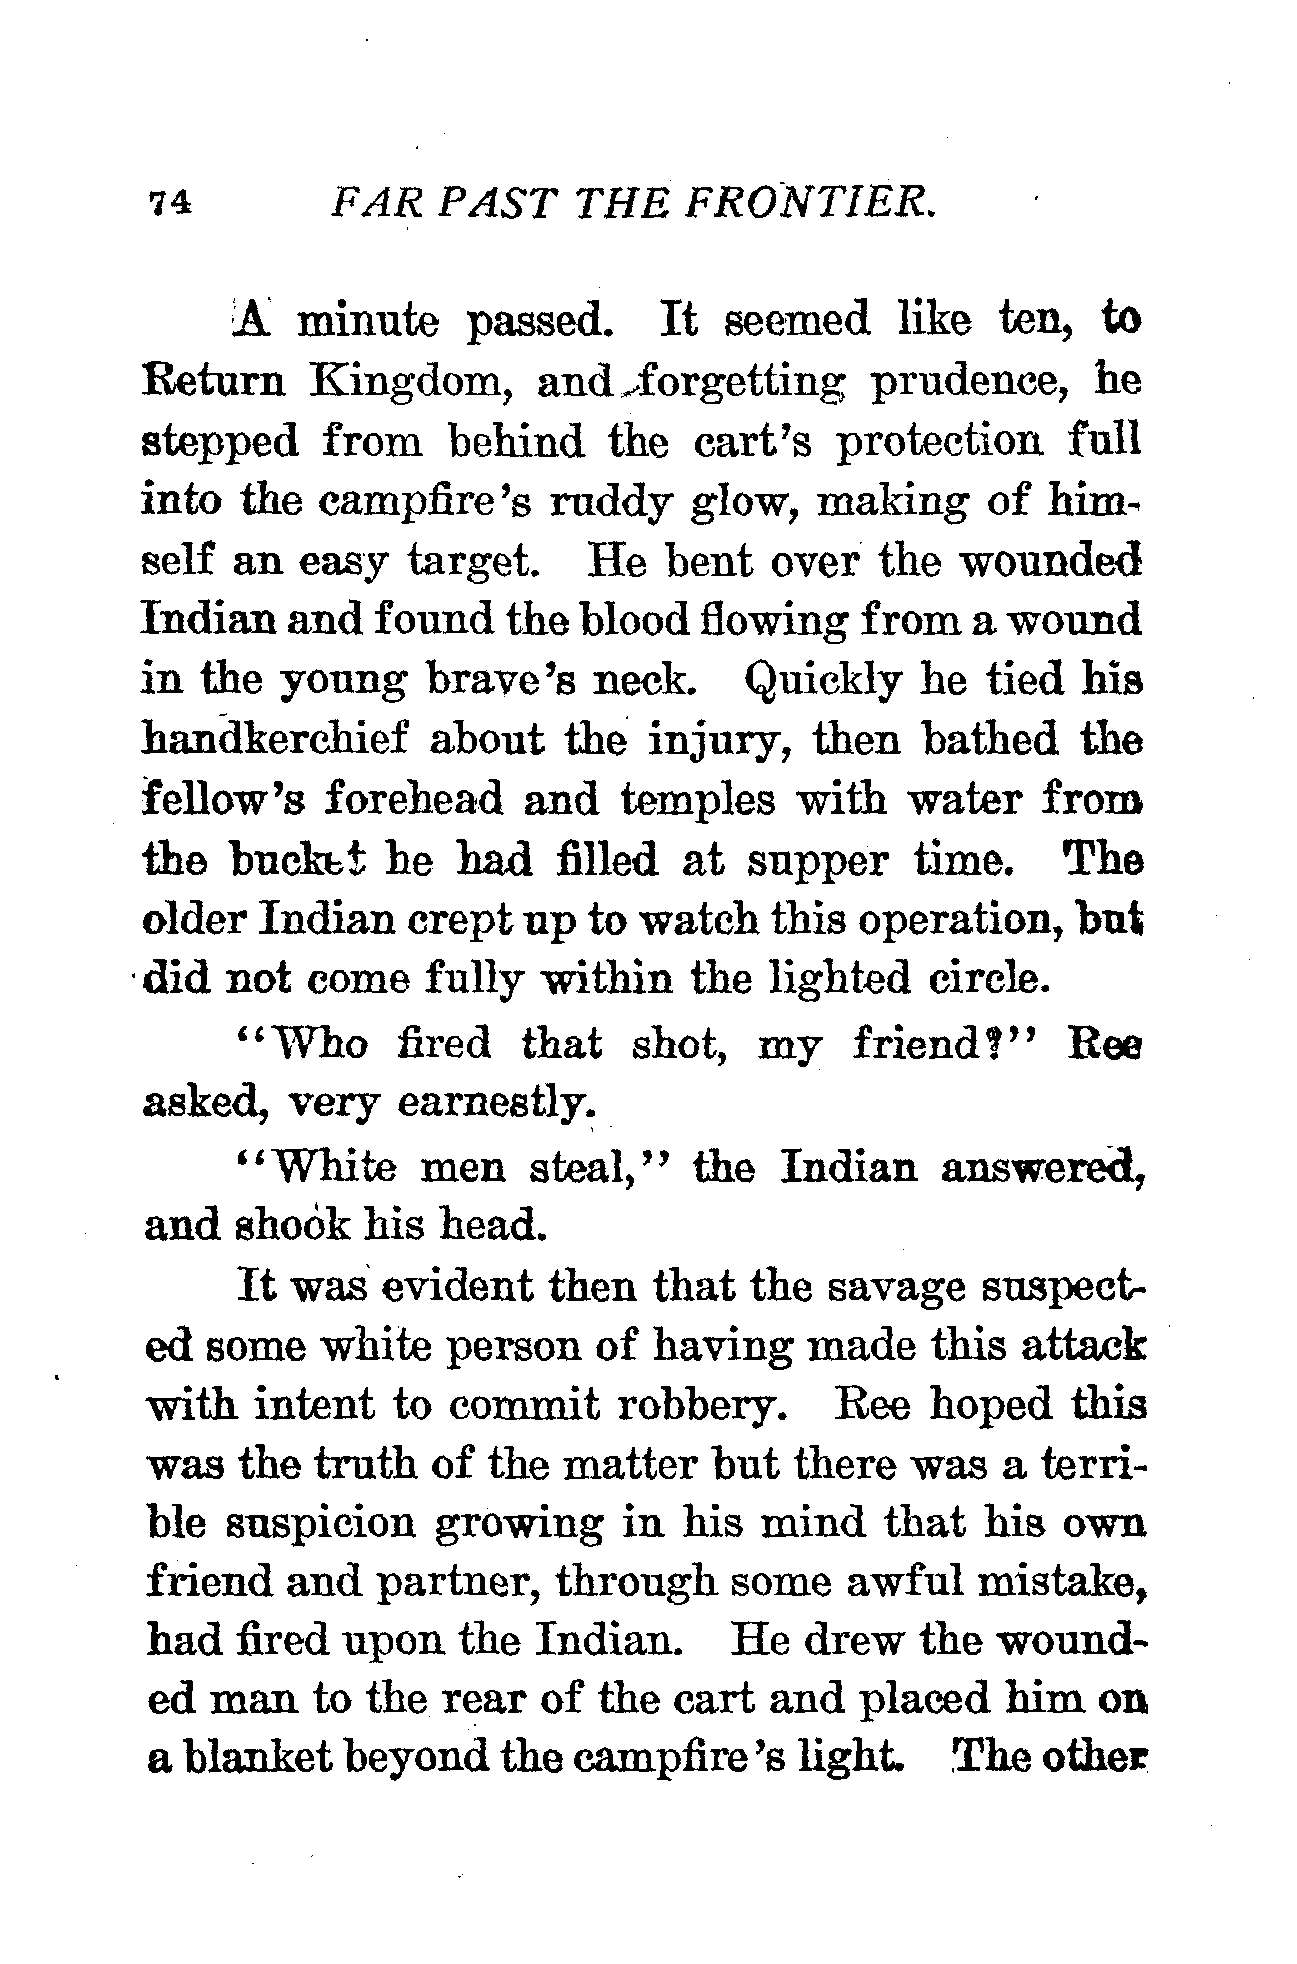 74 FAR PAST THE FRONTIER.
A minute passed. It seemed like ten, to
Return Kingdom, and forgetting prudence, he
stepped from behind the cart's protection full
into the campfire's ruddy glow, making of him-
self an easy target. He bent over the wounded
Indian and found the blood flowing from a wound
in the young brave's neck. Quickly he tied his
handkerchief about the injury, then bathed the
fellow's forehead and temples with water from
the bucket he had filled at supper time. The
older Indian crept up to watch this operation, but
did not come fully within the lighted circle.
"Who fired that shot, my friend?" Ree
asked, very earnestly.
"White men steal," the Indian answered,
and shook his head.
It was evident then that the savage suspect-
ed some white person of having made this attack
with intent to commit robbery. Ree hoped this
was the truth of the matter but there was a terri-
ble suspicion growing in his mind that his own
friend and partner, through some awful mistake,
had fired upon the Indian. He drew the wound-
ed man to the rear of the cart and placed him on
a blanket beyond the campfire's light. The other